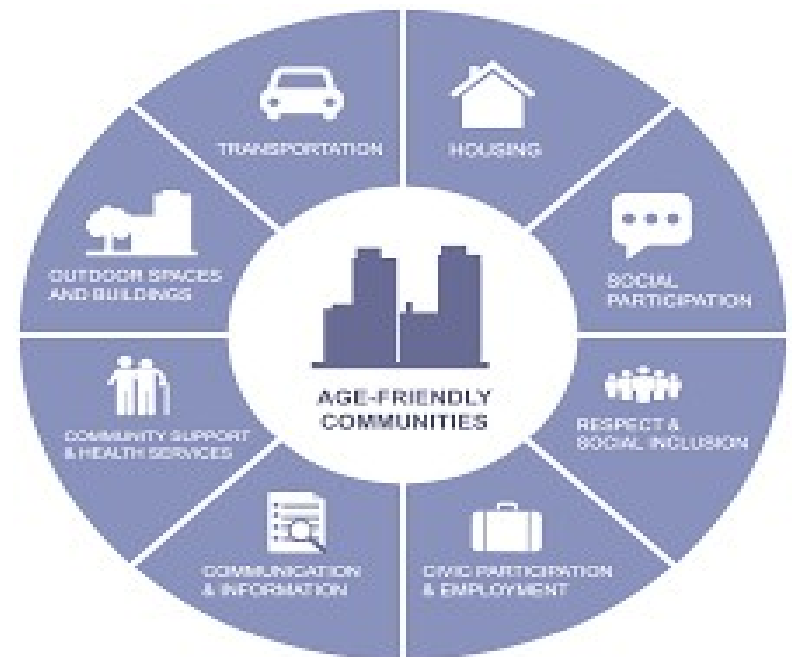 TRANSPORTATION
HOUSING
OUTDOOR SPACES
AND BUILDINGS
SOCIAL
PARTICIPATION
AGE-FRIENDLY
COMMUNITIES
COMMUNITY SUPPORT
& HEALTH SERVICES
RESPECT &
SOCIAL INCLUSION
COMMUNICATION
& INFORMATION
CIVIC PARTICIPATION
& EMPLOYMENT